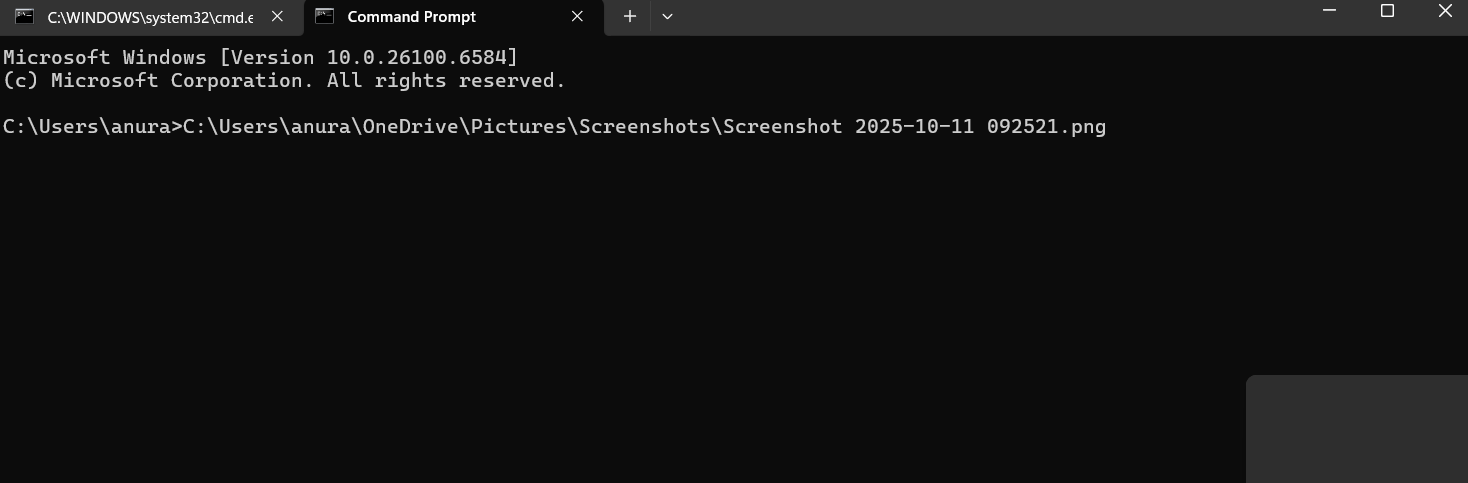 C:\WINDOWS\system32\cmd.e
Command Prompt
Microsoft Windows [Version 10.0.26100.6584]
(c) Microsoft Corporation. All rights reserved.
C:\Users\anura>C:\Users\anura\OneDrive\Pictures\Screenshots\Screenshot 2025-10-11 092521.png